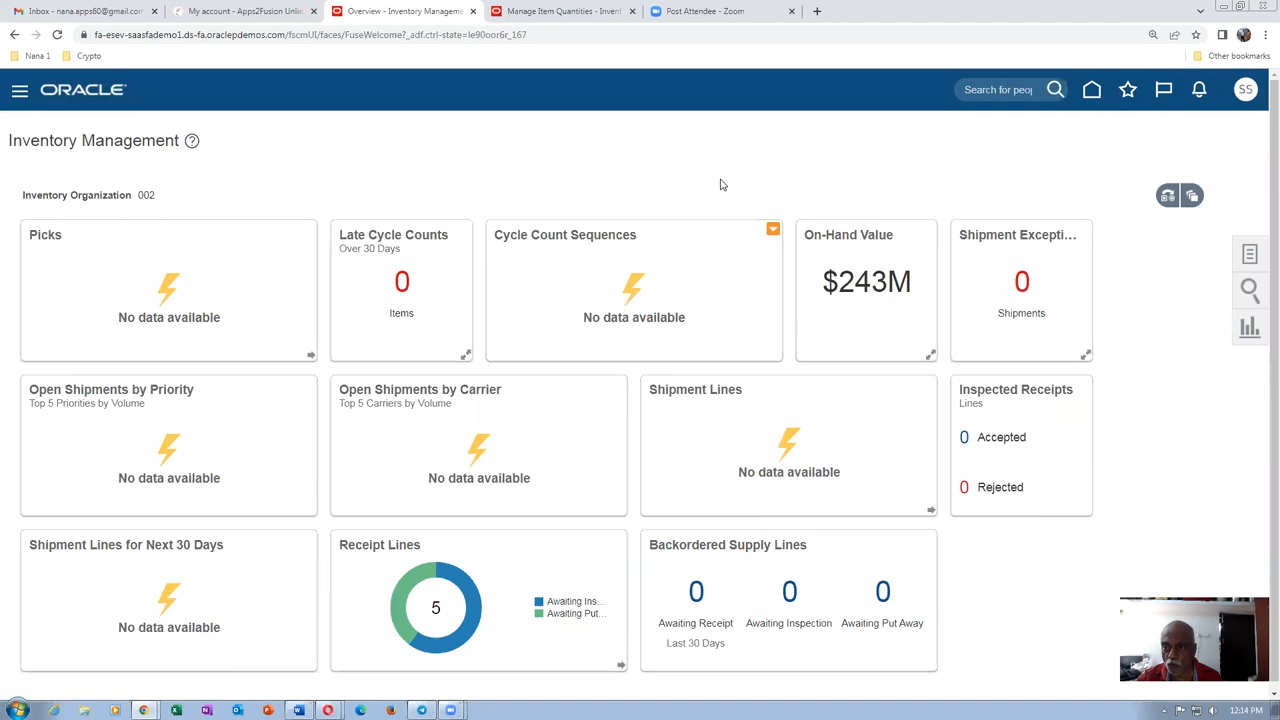 Inbox - nana.apps60@gmail.com
My account - Apps2Fusion Unlin
Overview - Inventory Manageme
Manage Item Quantities - Invent
Post Attendee - Zoom
fa-esev-saasfademo1.ds-fa.oraclepdemos.com/fscmUI/faces/FuseWelcome?_adf.ctrl-state=le90oor6r_167
Nana 1
Crypto
Other bookmarks
ORACLE
Search for peop
SS
Inventory Management
Inventory Organization 002
Picks
No data available
Late Cycle Counts
Over 30 Days
0
Items
Cycle Count Sequences
No data available
On-Hand Value
$243M
Shipment Excepti...
0
Shipments
Open Shipments by Priority
Top 5 Priorities by Volume
No data available
Open Shipments by Carrier
Top 5 Carriers by Volume
No data available
Shipment Lines
No data available
Inspected Receipts
Lines
0 Accepted
0 Rejected
Shipment Lines for Next 30 Days
No data available
Receipt Lines
5
Awaiting Ins...
Awaiting Put...
Backordered Supply Lines
0 0 0
Awaiting Receipt Awaiting Inspection Awaiting Put Away
Last 30 Days
12:14 PM